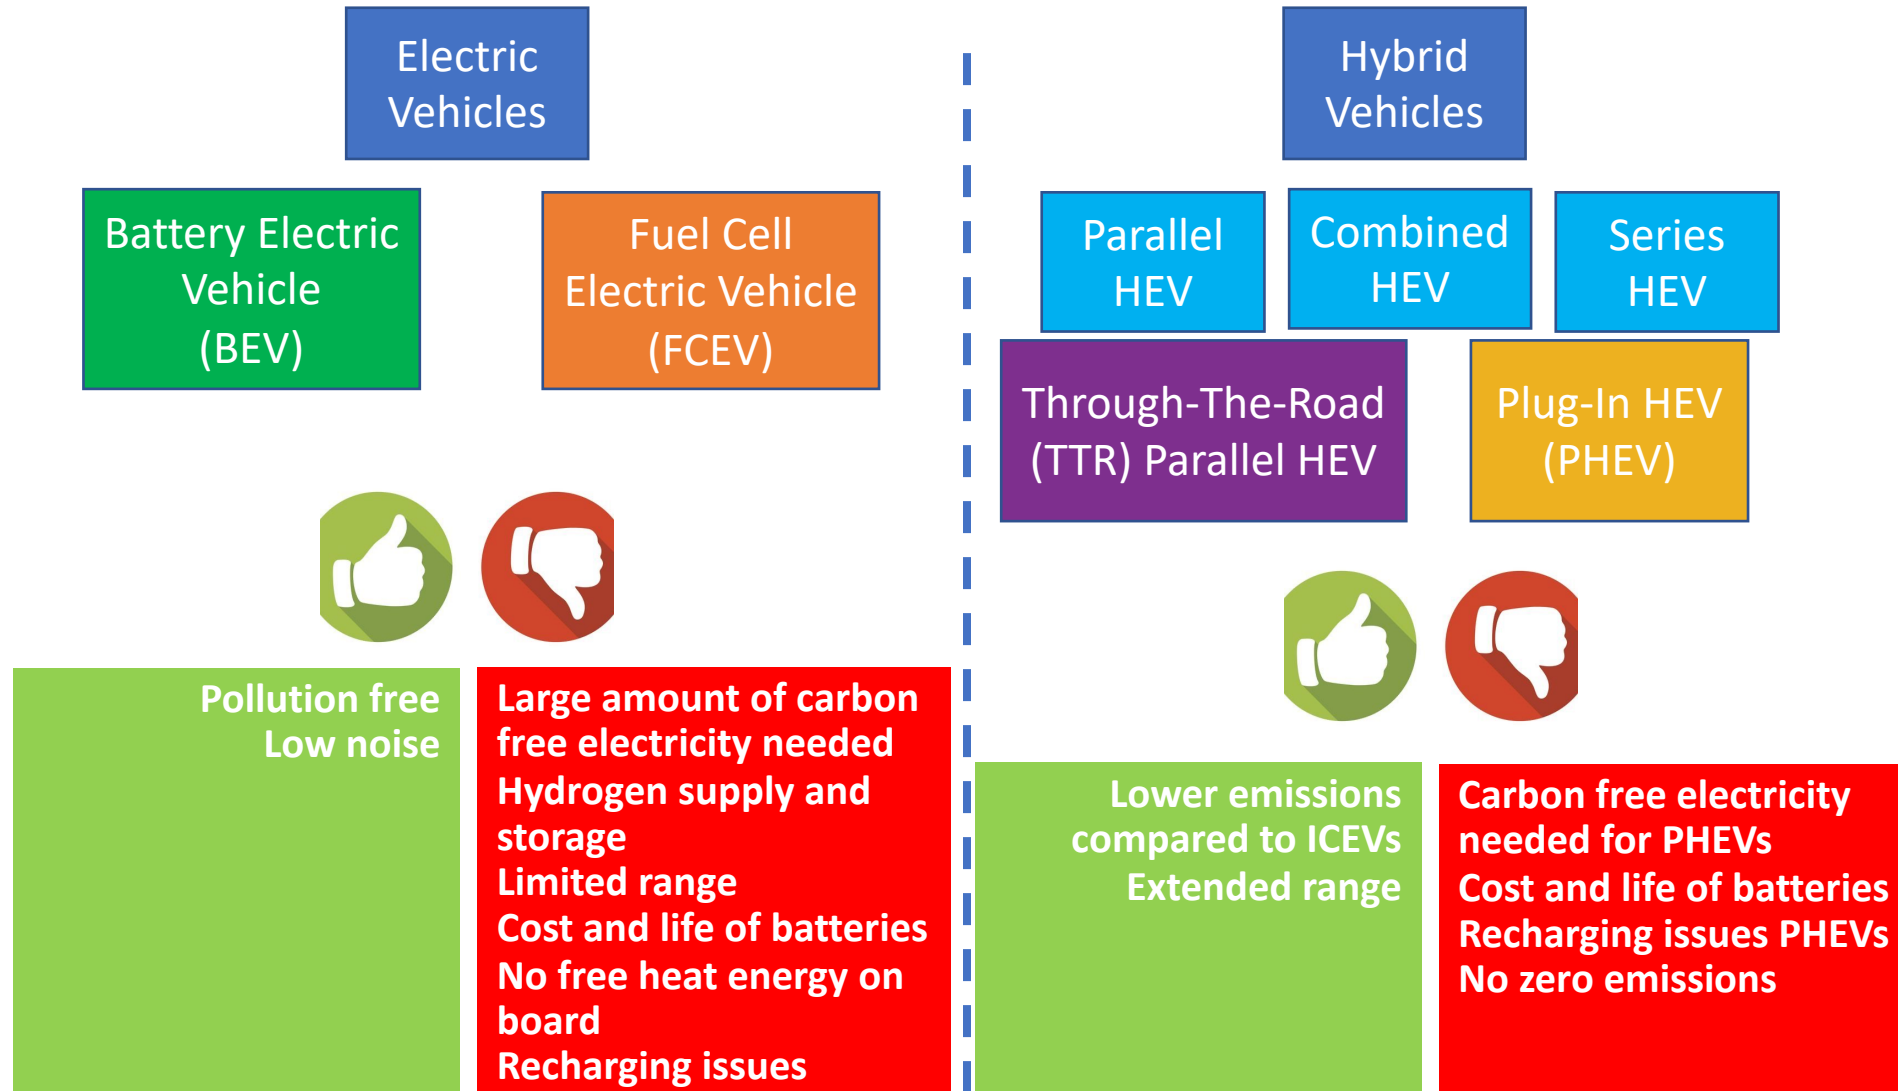 Electric
Vehicles
Battery Electric
Vehicle
(BEV)
Fuel Cell
Electric Vehicle
(FCEV)
Pollution free
Low noise
Large amount of carbon
free electricity needed
Hydrogen supply and
storage
Limited range
Cost and life of batteries
No free heat energy on
board
Recharging issues
Hybrid
Vehicles
Parallel
HEV
Combined
HEV
Series
HEV
Through-The-Road
(TTR) Parallel HEV
Plug-In HEV
(PHEV)
Lower emissions
compared to ICEVs
Extended range
Carbon free electricity
needed for PHEVs
Cost and life of batteries
Recharging issues PHEVs
No zero emissions